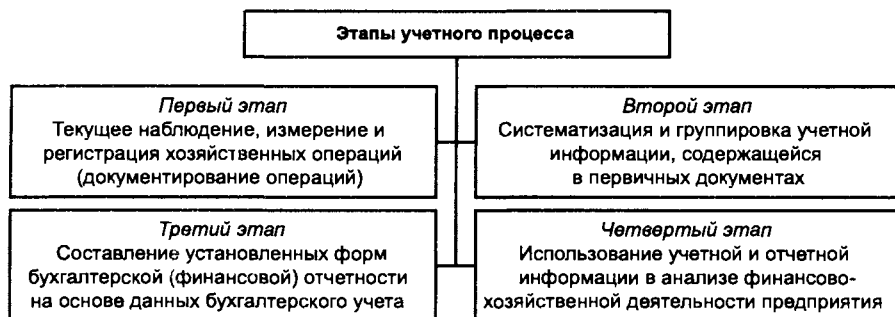 Этапы учетного процесса
Первый этап
Текущее наблюдение, измерение и
регистрация хозяйственных операций
(документирование операций)
Второй этап
Систематизация и группировка учетной
информации, содержащейся
в первичных документах
Третий этап
Составление установленных форм
бухгалтерской (финансовой) отчетности
на основе данных бухгалтерского учета
Четвертый этап
Использование учетной и отчетной
информации в анализе финансово-
хозяйственной деятельности предприятия